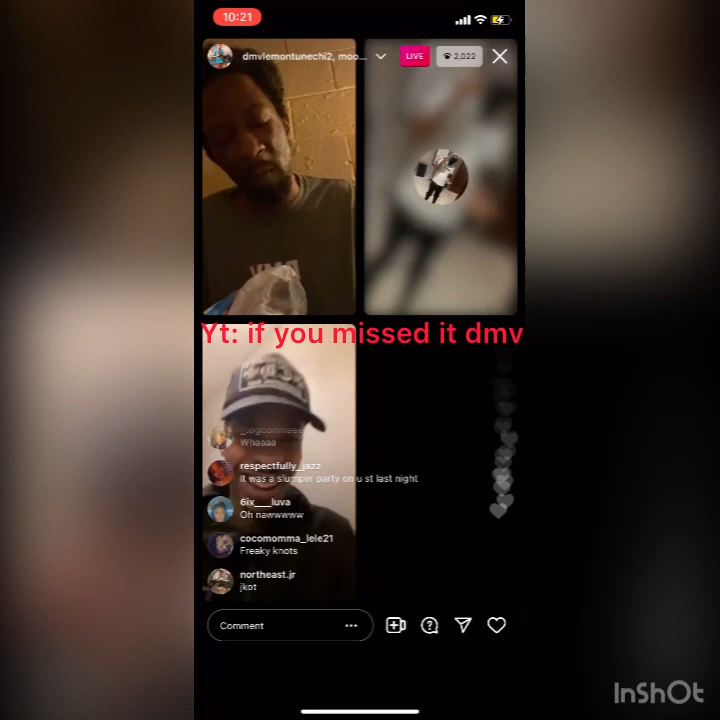 10:21
dmvlemontunechi2, moo...
LIVE
2,022
Yt: if you missed it dmv
_.ogconnieee
Whaaaa
respectfully_jazz
It was a slumper party on u st last night
6ix___luva
Oh nawwwww
cocomomma_lele21
Freaky knots
northeast.jr
jkot
Comment
InShOt